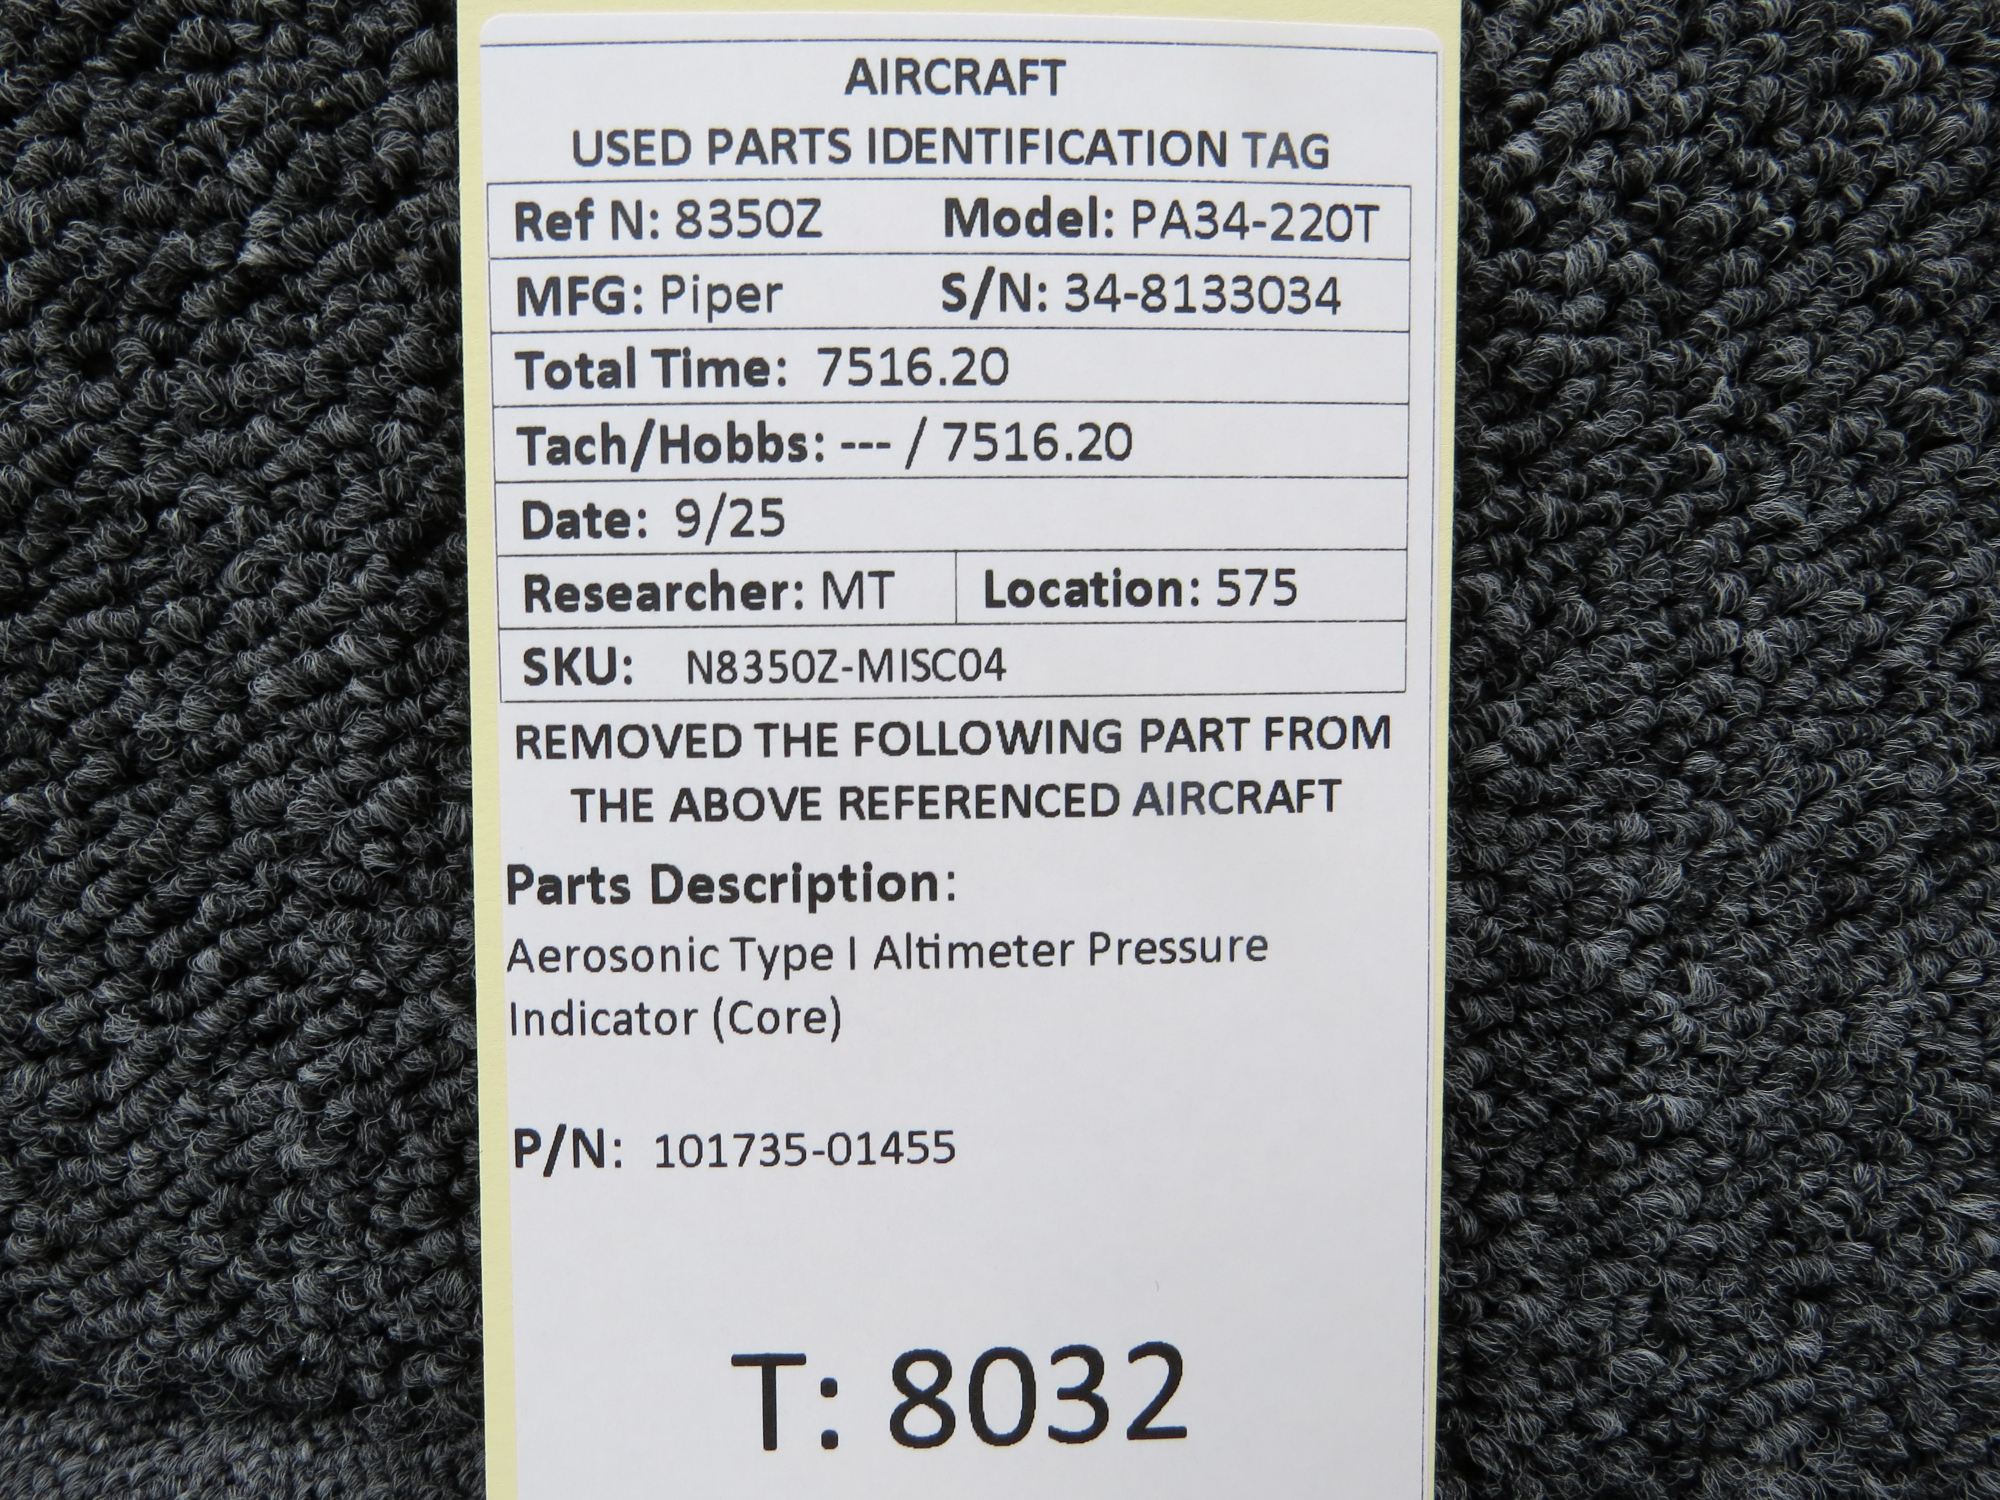 AIRCRAFT
USED PARTS IDENTIFICATION TAG
Ref N: 8350Z Model: PA34-220T
MFG: Piper S/N: 34-8133034
Total Time: 7516.20
Tach/Hobbs: --- / 7516.20
Date: 9/25
Researcher: MT Location: 575
SKU: N8350Z-MISC04
REMOVED THE FOLLOWING PART FROM
THE ABOVE REFERENCED AIRCRAFT
Parts Description:
Aerosonic Type I Altimeter Pressure
Indicator (Core)
P/N: 101735-01455
T: 8032